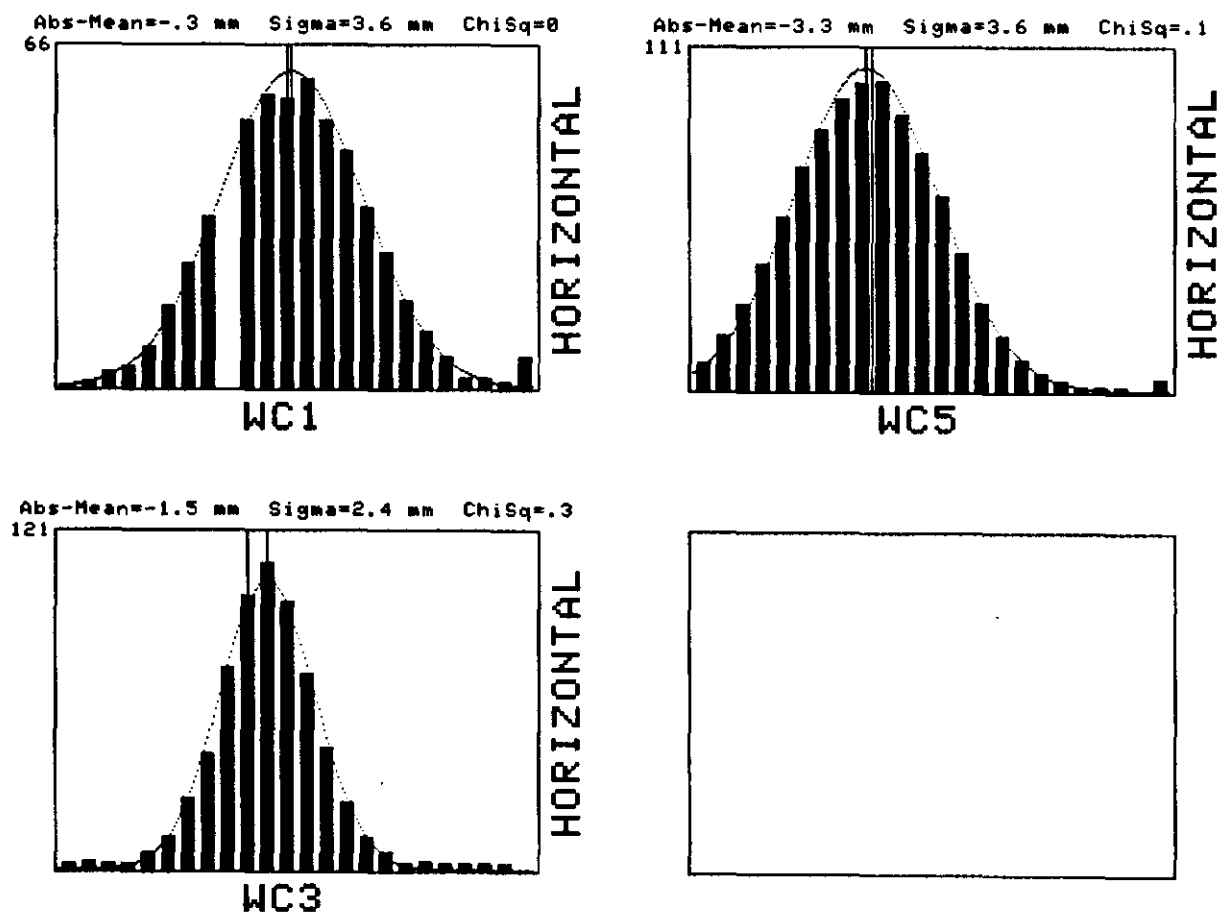 Abs-Mean=-.3 mm Sigma=3.6 mm ChiSq=0
66
HORIZONTAL
WC1
Abs-Mean=-3.3 mm Sigma=3.6 mm ChiSq=.1
111
HORIZONTAL
WC5
Abs-Mean=-1.5 mm Sigma=2.4 mm ChiSq=.3
121
HORIZONTAL
WC3